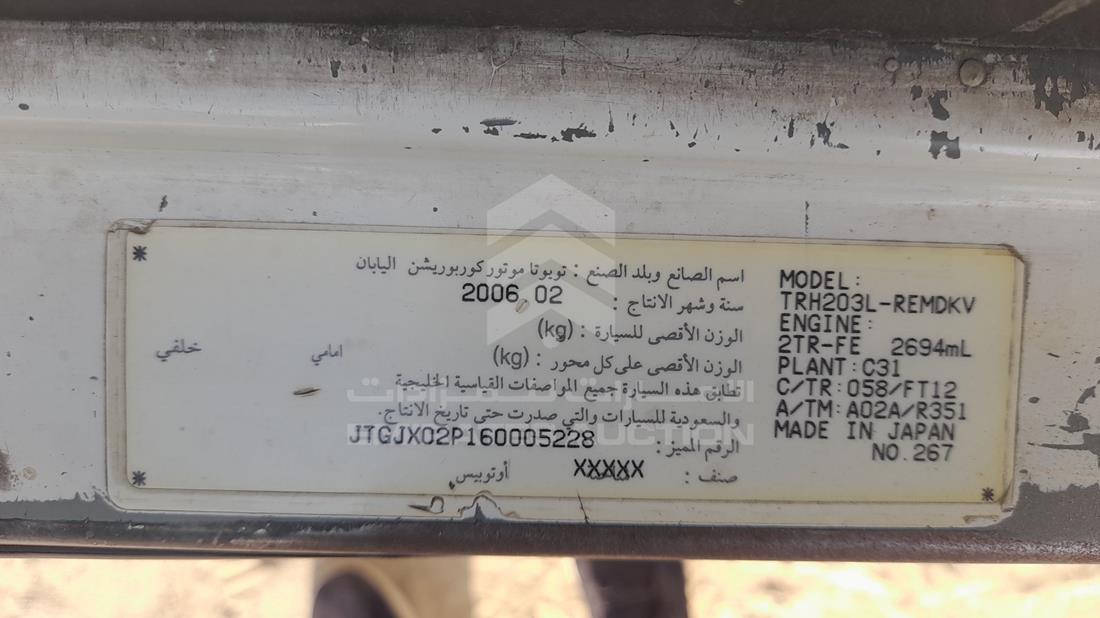 اسم الصانع وبلد الصنع : تويوتا موتور كوربوريشن اليابان
سنة وشهر الانتاج : 2006.02
الوزن الأقصى للسيارة : (kg)
الوزن الأقصى على كل محور : (kg) امامي خلفي
تطابق هذه السيارة جميع المواصفات القياسية الخليجية
والسعودية للسيارات والتي صدرت حتى تاريخ الانتاج.
الرقم المميز : JTGJX02P160005228
صنف : XXXXX أوتوبيس
MODEL:
TRH203L-REMDKV
ENGINE:
2TR-FE 2694mL
PLANT:C31
C/TR:058/FT12
A/TM:A02A/R351
MADE IN JAPAN
NO.267